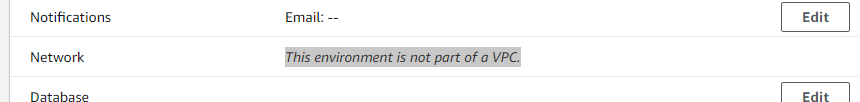 Notifications Email: -- Edit
Network This environment is not part of a VPC.
Database Edit